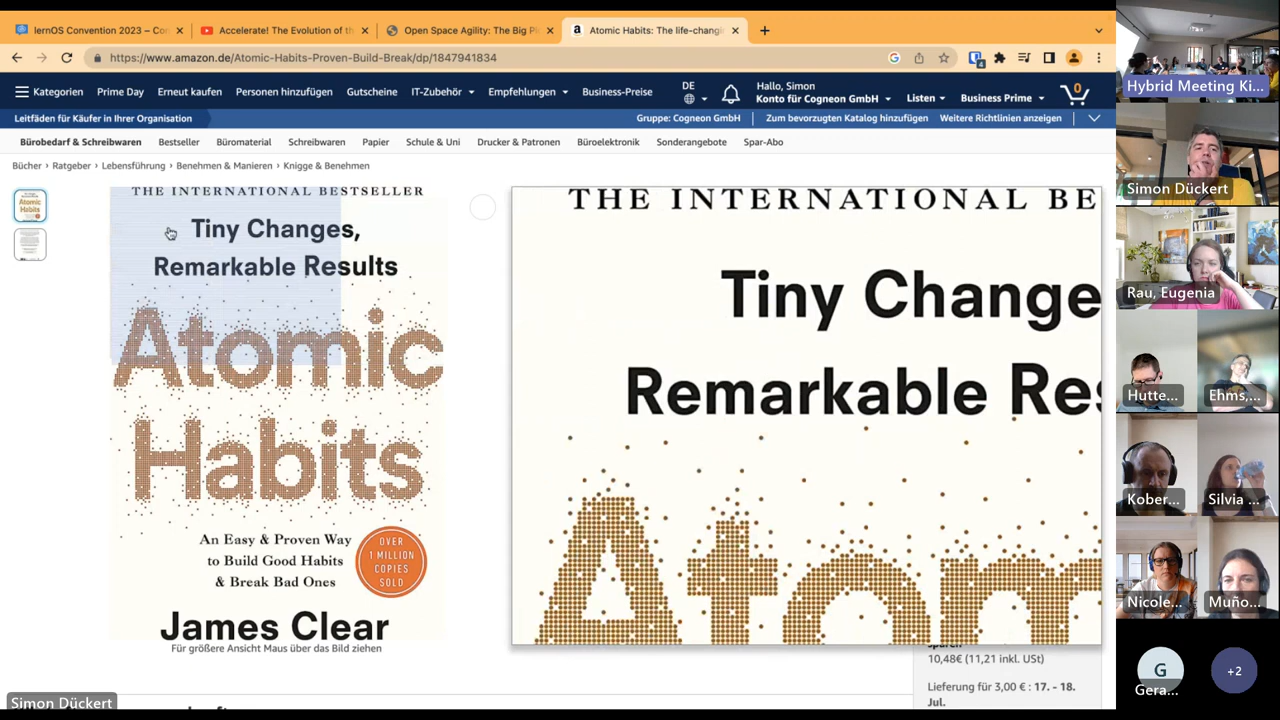 lernOS Convention 2023 – Co
Accelerate! The Evolution of th
Open Space Agility: The Big Pi
Atomic Habits: The life-changi
https://www.amazon.de/Atomic-Habits-Proven-Build-Break/dp/1847941834
Kategorien
Prime Day
Erneut kaufen
Personen hinzufügen
Gutscheine
IT-Zubehör
Empfehlungen
Business-Preise
DE
Hallo, Simon
Konto für Cogneon GmbH
Listen
Business Prime
0
Leitfäden für Käufer in Ihrer Organisation
Gruppe: Cogneon GmbH
Zum bevorzugten Katalog hinzufügen
Weitere Richtlinien anzeigen
Bürobedarf & Schreibwaren
Bestseller
Büromaterial
Schreibwaren
Papier
Schule & Uni
Drucker & Patronen
Büroelektronik
Sonderangebote
Spar-Abo
Bücher › Ratgeber › Lebensführung › Benehmen & Manieren › Knigge & Benehmen
Atomic
Habits
THE INTERNATIONAL BESTSELLER
Tiny Changes,
Remarkable Results
Atomic
Habits
An Easy & Proven Way
to Build Good Habits
& Break Bad Ones
OVER
1 MILLION
COPIES
SOLD
James Clear
Für größere Ansicht Maus über das Bild ziehen
THE INTERNATIONAL BE
Tiny Change
Remarkable Res
Atom
sparen
10,48€ (11,21 inkl. USt)
Lieferung für 3,00 € : 17. - 18.
Jul.
Simon Dückert
Hybrid Meeting Ki...
Simon Dückert
Rau, Eugenia
Hutte...
Ehms,...
Kober...
Silvia ...
Nicole...
Muño...
G
Gera...
+2